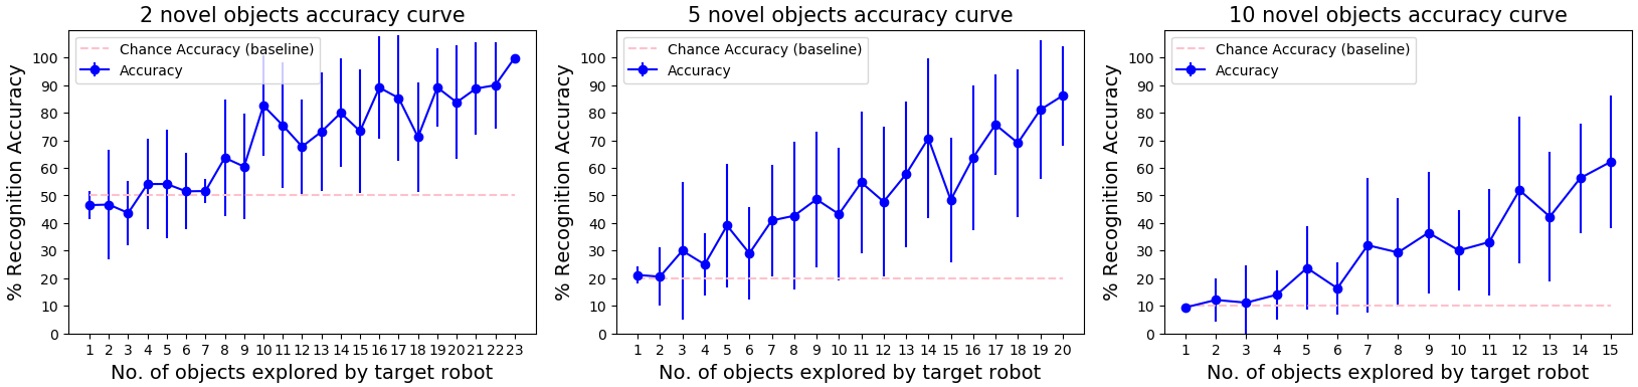 2 novel objects accuracy curve
% Recognition Accuracy
100
90
80
70
60
50
40
30
20
10
0
Chance Accuracy (baseline)
Accuracy
1 2 3 4 5 6 7 8 9 10 11 12 13 14 15 16 17 18 19 20 21 22 23
No. of objects explored by target robot
5 novel objects accuracy curve
% Recognition Accuracy
100
90
80
70
60
50
40
30
20
10
0
Chance Accuracy (baseline)
Accuracy
1 2 3 4 5 6 7 8 9 10 11 12 13 14 15 16 17 18 19 20
No. of objects explored by target robot
10 novel objects accuracy curve
% Recognition Accuracy
100
90
80
70
60
50
40
30
20
10
0
Chance Accuracy (baseline)
Accuracy
1 2 3 4 5 6 7 8 9 10 11 12 13 14 15
No. of objects explored by target robot